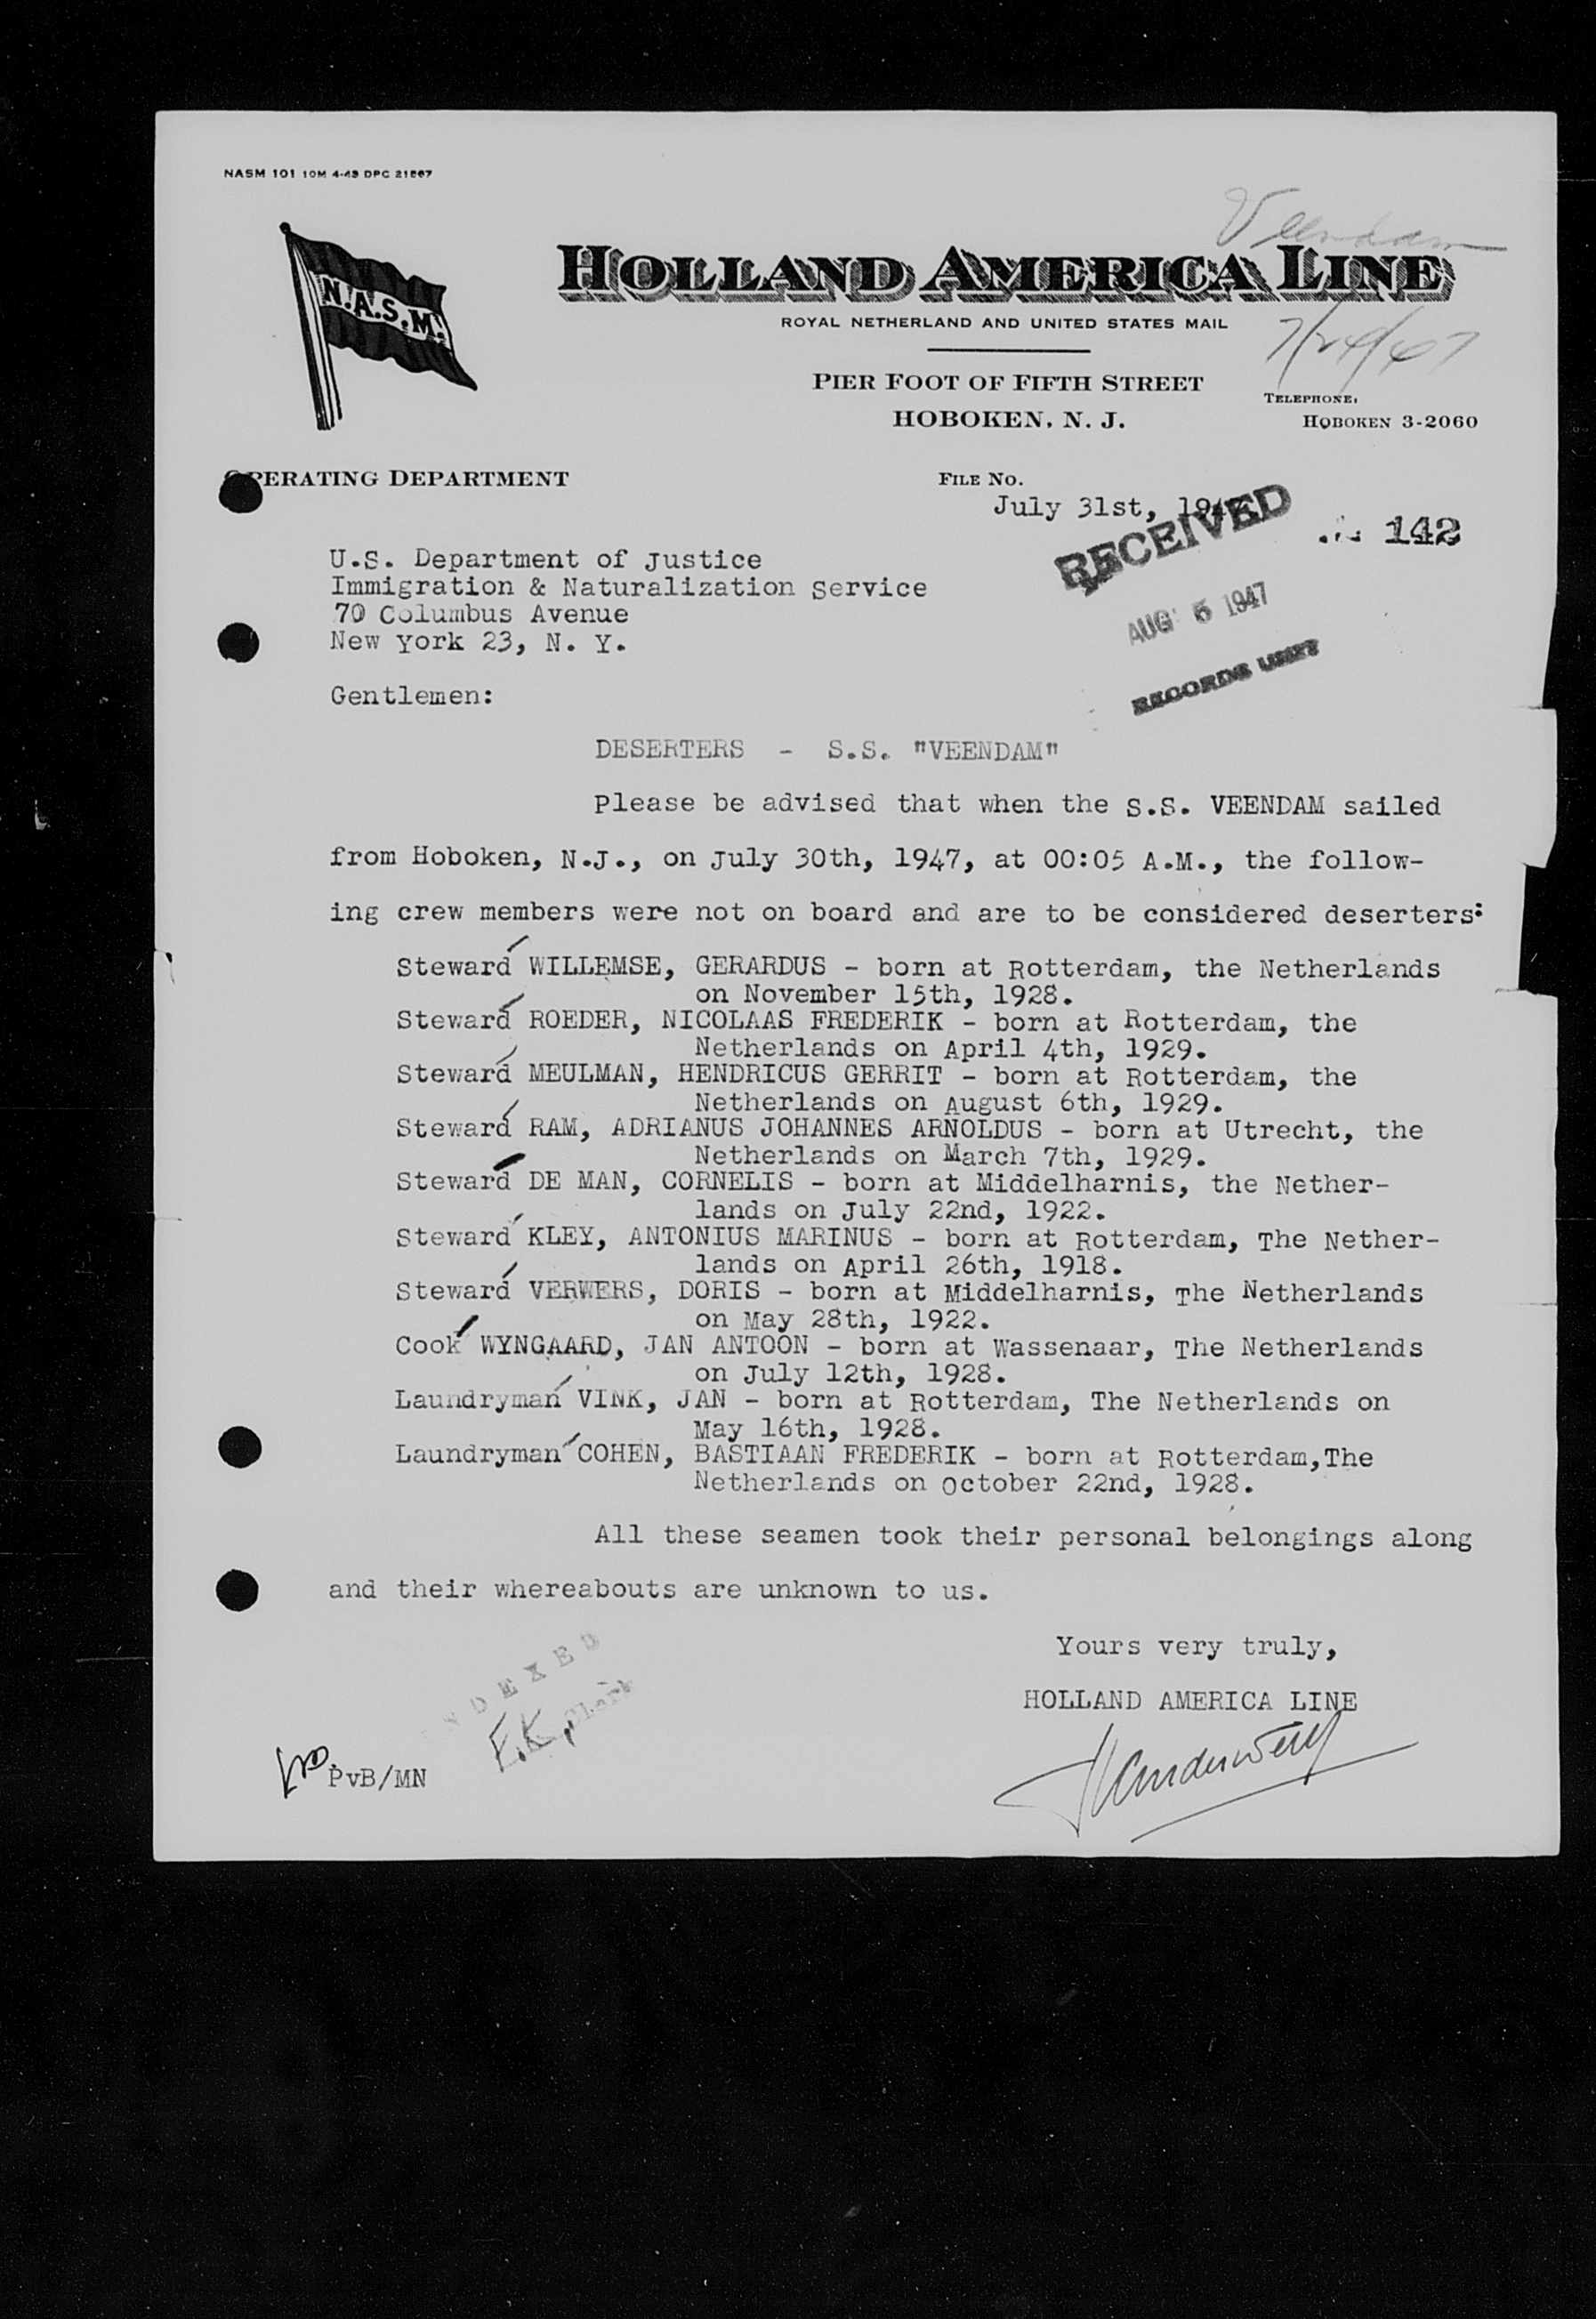 NASM 101 10M 4-49 DPC
Veendam
N.A.S.M.
HOLLAND AMERICA LINE
ROYAL NETHERLAND AND UNITED STATES MAIL
7/24/47
PIER FOOT OF FIFTH STREET
TELEPHONE:
HOBOKEN, N. J.
HOBOKEN 3-2060
OPERATING DEPARTMENT
FILE NO.
July 31st, 1947
RECEIVED
142
U.S. Department of Justice
Immigration & Naturalization Service
70 Columbus Avenue
AUG 5 1947
New York 23, N. Y.
RECORDS UNIT
Gentlemen:
DESERTERS - S.S. "VEENDAM"
Please be advised that when the S.S. VEENDAM sailed
from Hoboken, N.J., on July 30th, 1947, at 00:05 A.M., the follow-
ing crew members were not on board and are to be considered deserters:
Steward WILLEMSE, GERARDUS - born at Rotterdam, the Netherlands
on November 15th, 1928.
Steward ROEDER, NICOLAAS FREDERIK - born at Rotterdam, the
Netherlands on April 4th, 1929.
Steward MEULMAN, HENDRICUS GERRIT - born at Rotterdam, the
Netherlands on August 6th, 1929.
Steward RAM, ADRIANUS JOHANNES ARNOLDUS - born at Utrecht, the
Netherlands on March 7th, 1929.
Steward DE MAN, CORNELIS - born at Middelharnis, the Nether-
lands on July 22nd, 1922.
Steward KLEY, ANTONIUS MARINUS - born at Rotterdam, The Nether-
lands on April 26th, 1918.
Steward VERWERS, DORIS - born at Middelharnis, The Netherlands
on May 28th, 1922.
Cook WYNGAARD, JAN ANTOON - born at Wassenaar, The Netherlands
on July 12th, 1928.
Laundryman VINK, JAN - born at Rotterdam, The Netherlands on
May 16th, 1928.
Laundryman COHEN, BASTIAAN FREDERIK - born at Rotterdam,The
Netherlands on October 22nd, 1928.
All these seamen took their personal belongings along
and their whereabouts are unknown to us.
Yours very truly,
INDEXED
HOLLAND AMERICA LINE
F.K, Clerk
PvB/MN